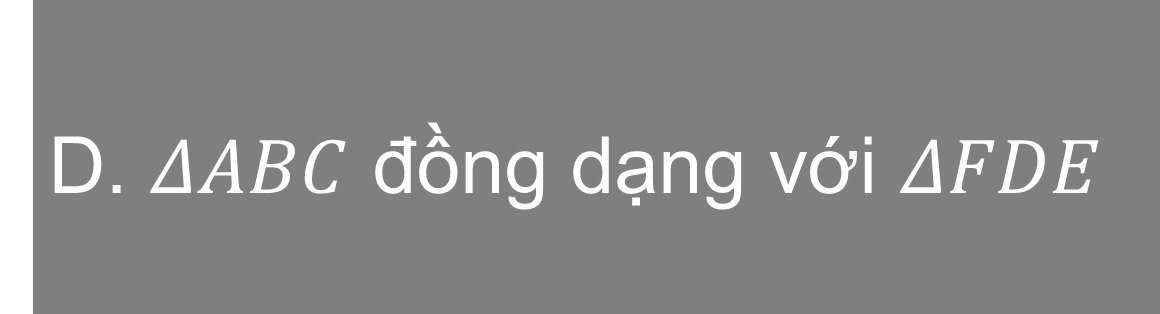 D. ΔABC đồng dạng với ΔFDE